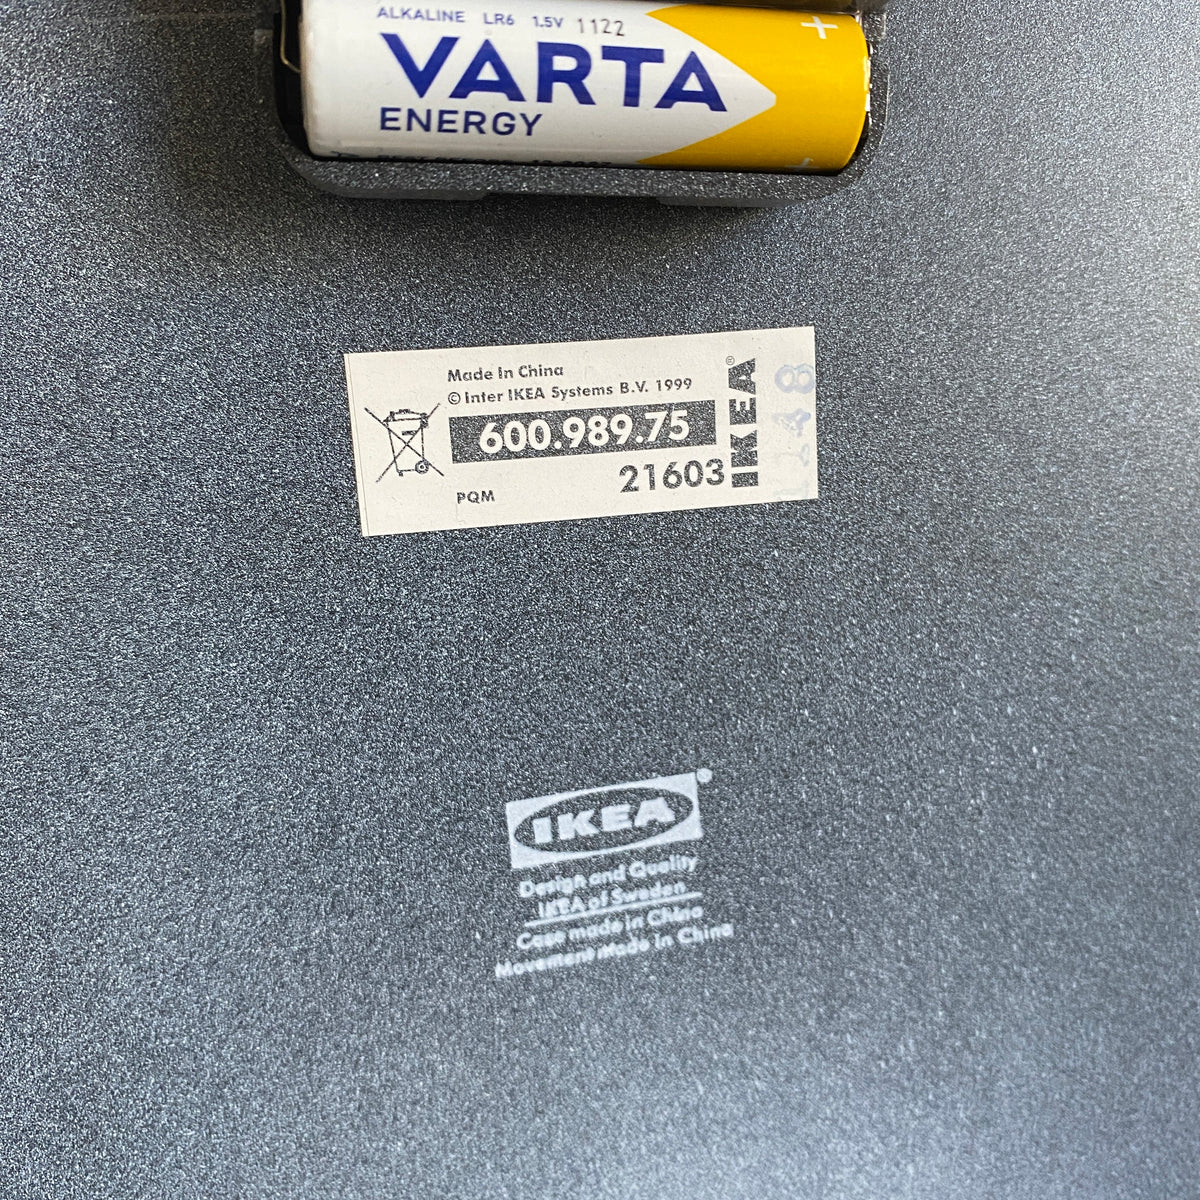 ALKALINE LR6 1.5V 1122
VARTA
ENERGY
+
Made In China
© Inter IKEA Systems B.V. 1999
600.989.75
21603
PQM
IKEA®
1148
IKEA®
Design and Quality
IKEA of Sweden
Case made in China
Movement made in China